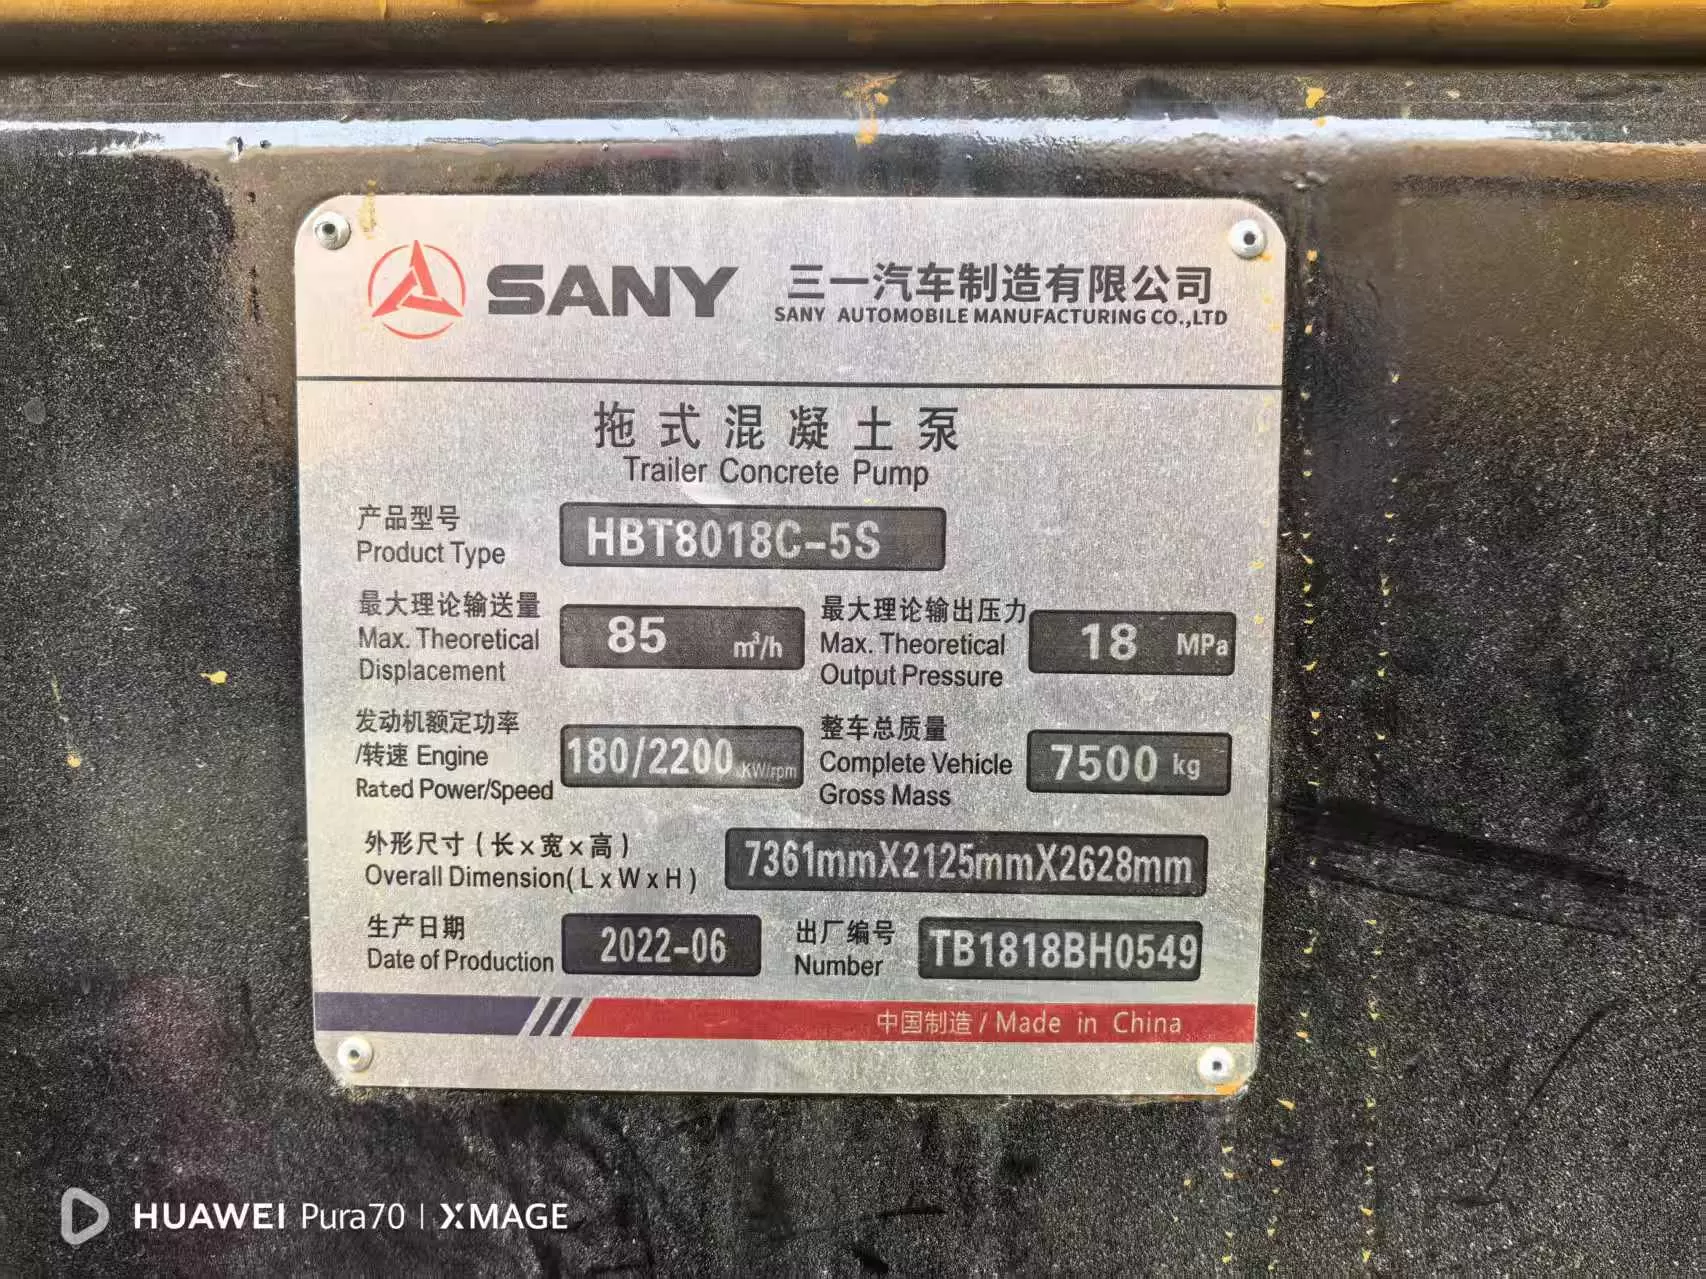 SANY 三一汽车制造有限公司
SANY AUTOMOBILE MANUFACTURING CO.,LTD
拖式混凝土泵
Trailer Concrete Pump
产品型号
Product Type
HBT8018C-5S
最大理论输送量
Max. Theoretical
Displacement
85 m³/h
最大理论输出压力
Max. Theoretical
Output Pressure
18 MPa
发动机额定功率
/转速 Engine
Rated Power/Speed
180/2200 KW/rpm
整车总质量
Complete Vehicle
Gross Mass
7500 kg
外形尺寸(长x宽x高)
Overall Dimension(LxWxH)
7361mmX2125mmX2628mm
生产日期
Date of Production
2022-06
出厂编号
Number
TB1818BH0549
中国制造/Made in China
HUAWEI Pura70 | XMAGE